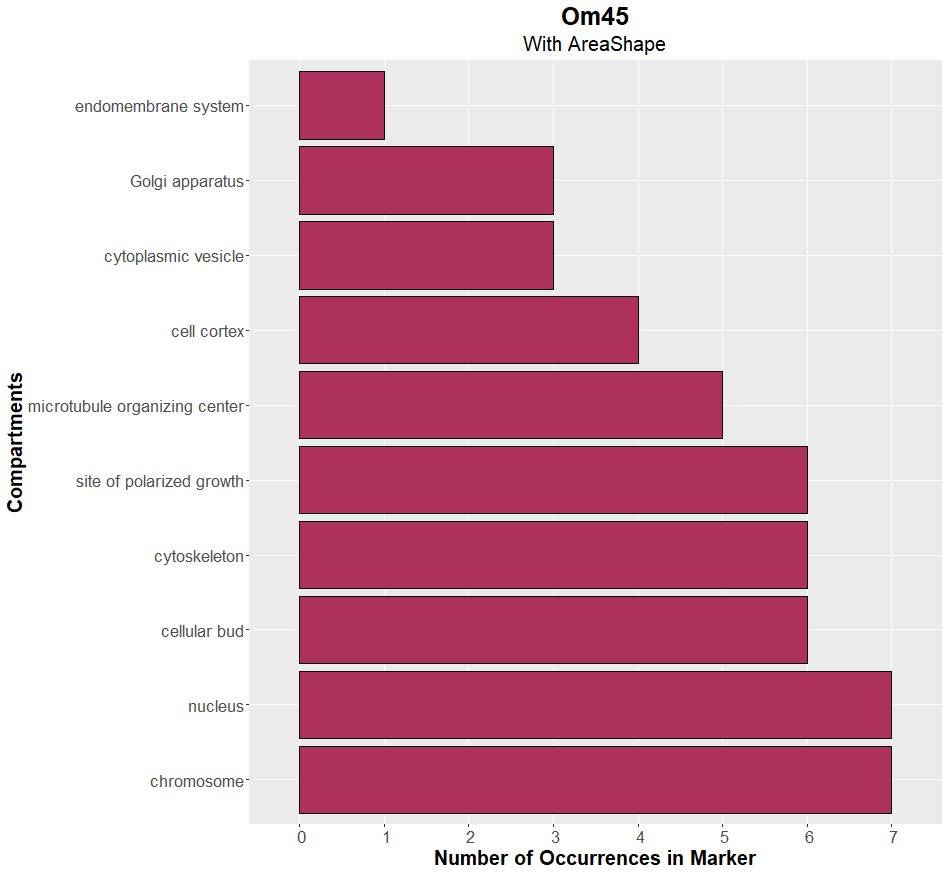 Om45
With AreaShape
Compartments
endomembrane system
Golgi apparatus
cytoplasmic vesicle
cell cortex
microtubule organizing center
site of polarized growth
cytoskeleton
cellular bud
nucleus
chromosome
0 1 2 3 4 5 6 7
Number of Occurrences in Marker